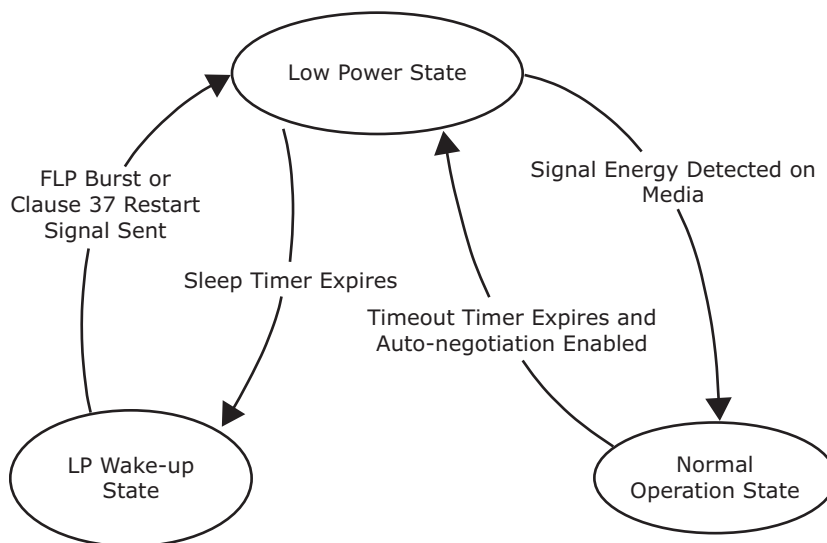 Low Power State
FLP Burst or
Clause 37 Restart
Signal Sent
Signal Energy Detected on
Media
Sleep Timer Expires
Timeout Timer Expires and
Auto-negotiation Enabled
LP Wake-up
State
Normal
Operation State